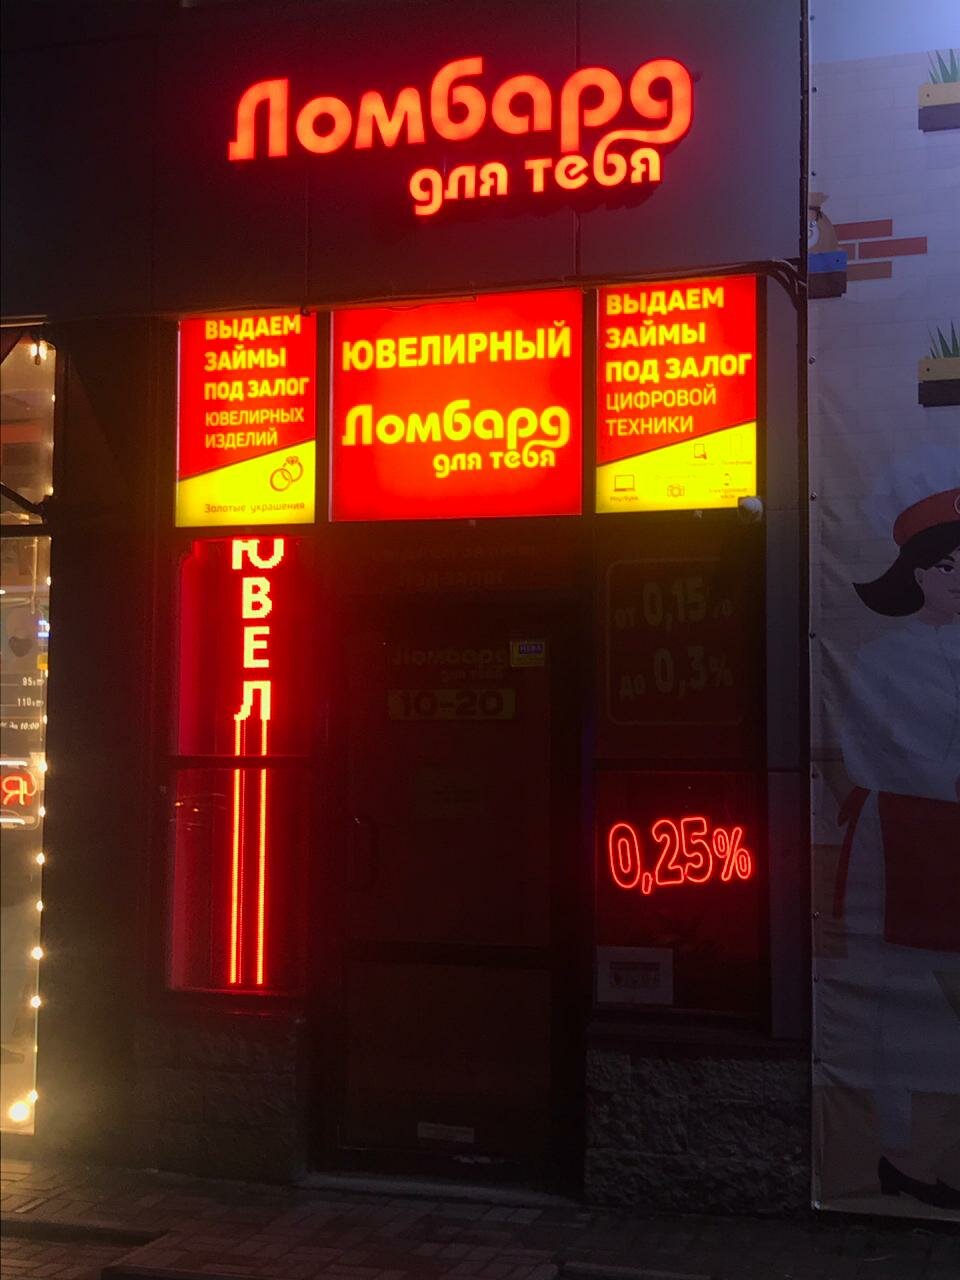 Ломбард
для тебя
ВЫДАЕМ
ЗАЙМЫ
ПОД ЗАЛОГ
ЮВЕЛИРНЫХ
ИЗДЕЛИЙ
Золотые украшения
ЮВЕЛИРНЫЙ
Ломбард
для тебя
ВЫДАЕМ
ЗАЙМЫ
ПОД ЗАЛОГ
ЦИФРОВОЙ
ТЕХНИКИ
Ноутбуки
ЮВЕЛ
от 0,15%
до 0,3%
Ломбард
для тебя
10-20
0,25%